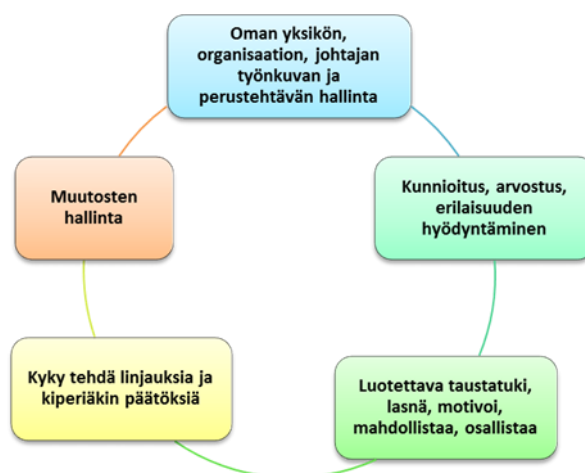 Oman yksikön,
organisaation, johtajan
työnkuvan ja
perustehtävän hallinta
Kunnioitus, arvostus,
erilaisuuden
hyödyntäminen
Luotettava taustatuki,
lasnä, motivoi,
mahdollistaa, osallistaa
Kyky tehdä linjauksia ja
kiperiäkin päätöksiä
Muutosten
hallinta